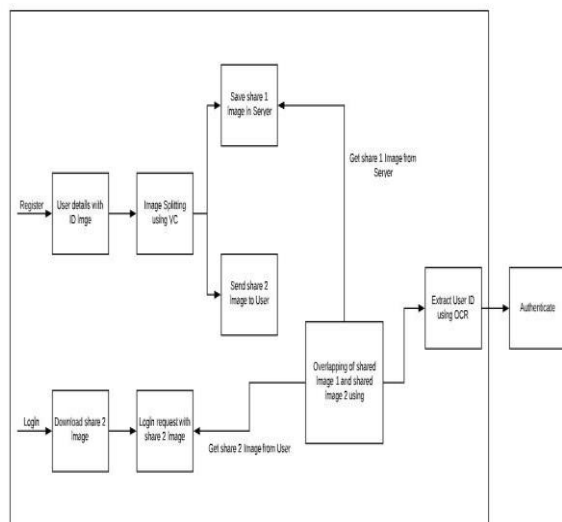 Save share 1
Image in Server
Get share 1 Image from
Server
Register
User details with
ID Imge
Image Splitting
using VC
Send share 2
Image to User
Extract User ID
using OCR
Authenticate
Overlapping of shared
image 1 and shared
image 2 using
Login
Download share 2
Image
Login request with
share 2 Image
Get share 2 Image from User